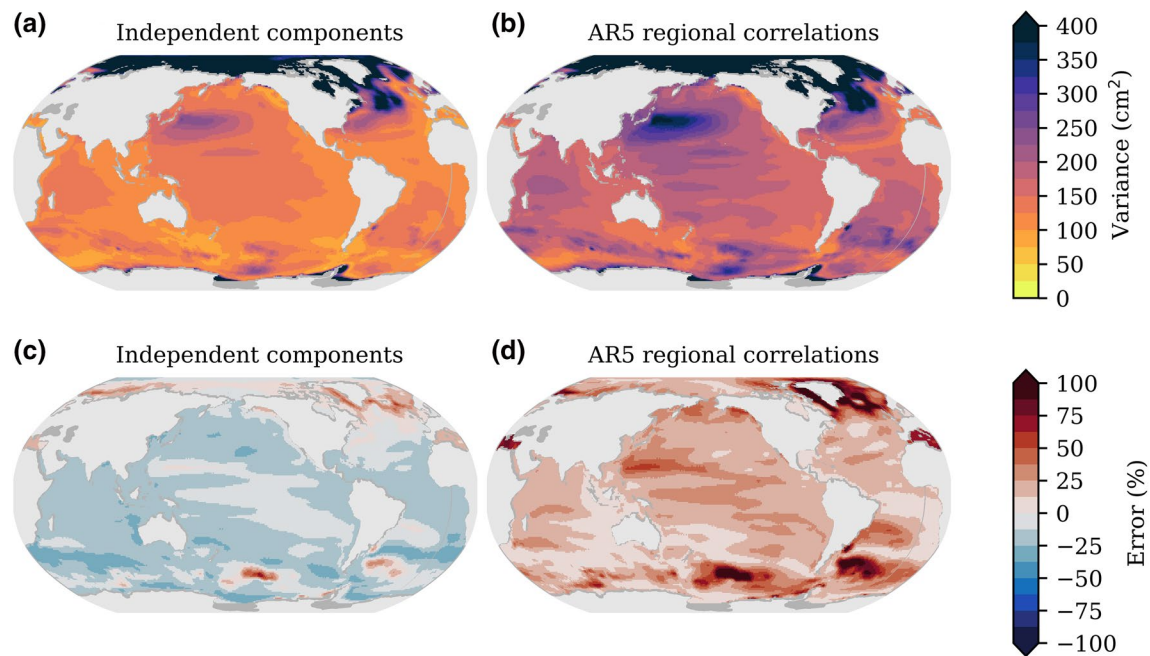 (a)
Independent components
(b)
AR5 regional correlations
400
350
300
250
200
150
100
50
0
Variance (cm²)
(c)
Independent components
(d)
AR5 regional correlations
100
75
50
25
0
−25
−50
−75
−100
Error (%)